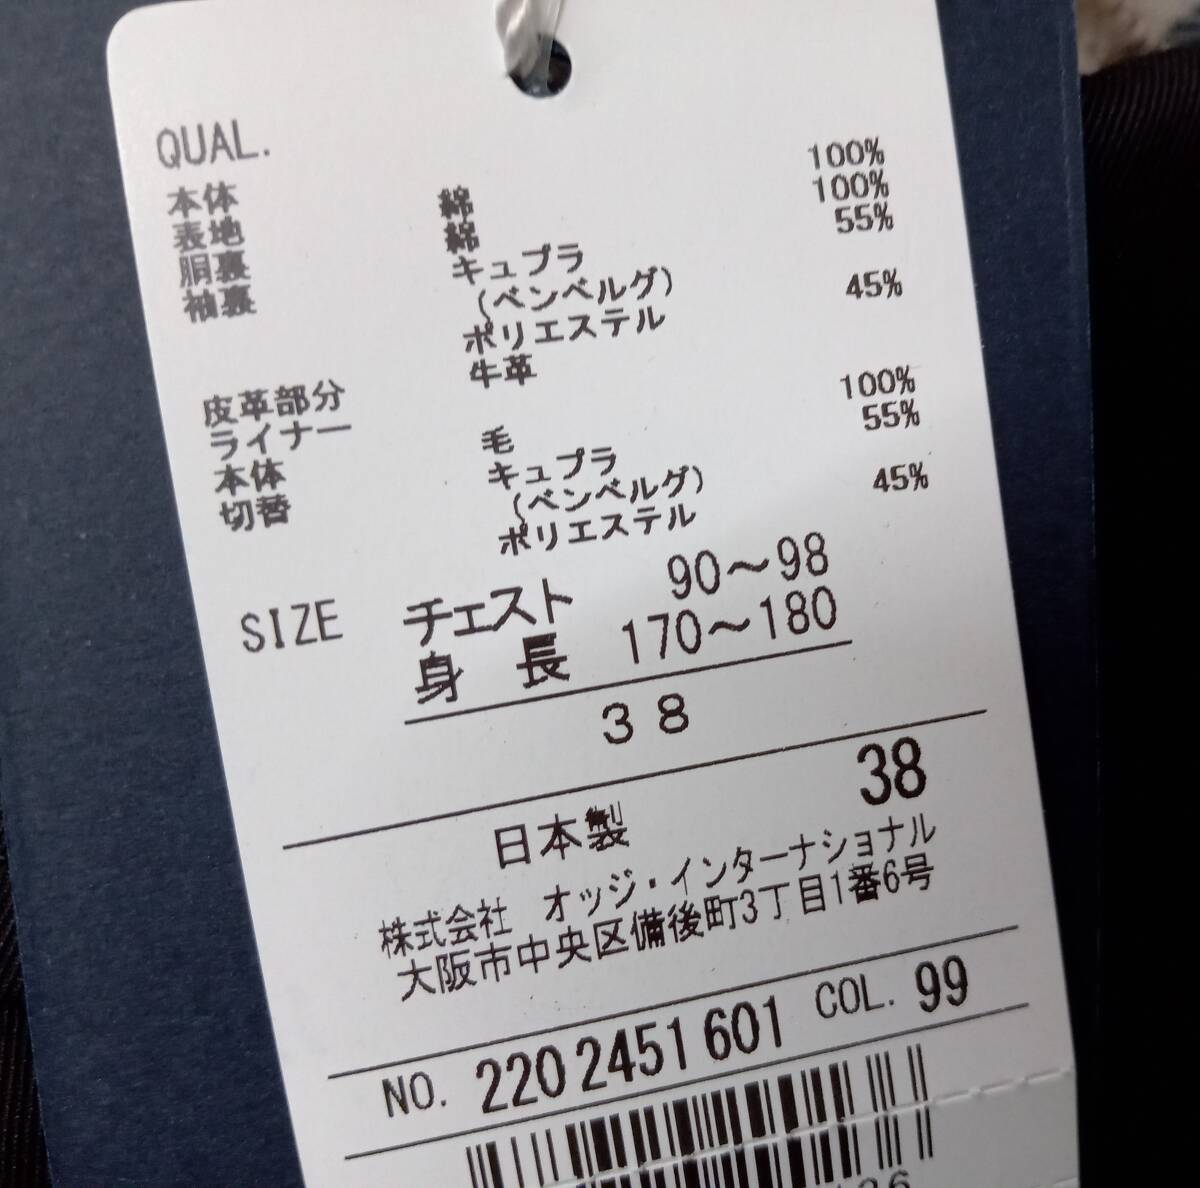 QUAL.
本体 綿 100%
表地 綿 100%
胴裏 キュプラ 55%
袖裏 (ベンベルグ)
ポリエステル 45%
皮革部分 牛革
ライナー
本体 毛 100%
切替 キュプラ 55%
(ベンベルグ)
ポリエステル 45%
SIZE チェスト 90～98
身長 170～180
38
38
日本製
株式会社 オッジ・インターナショナル
大阪市中央区備後町3丁目1番6号
NO. 220 2451 601 COL. 99